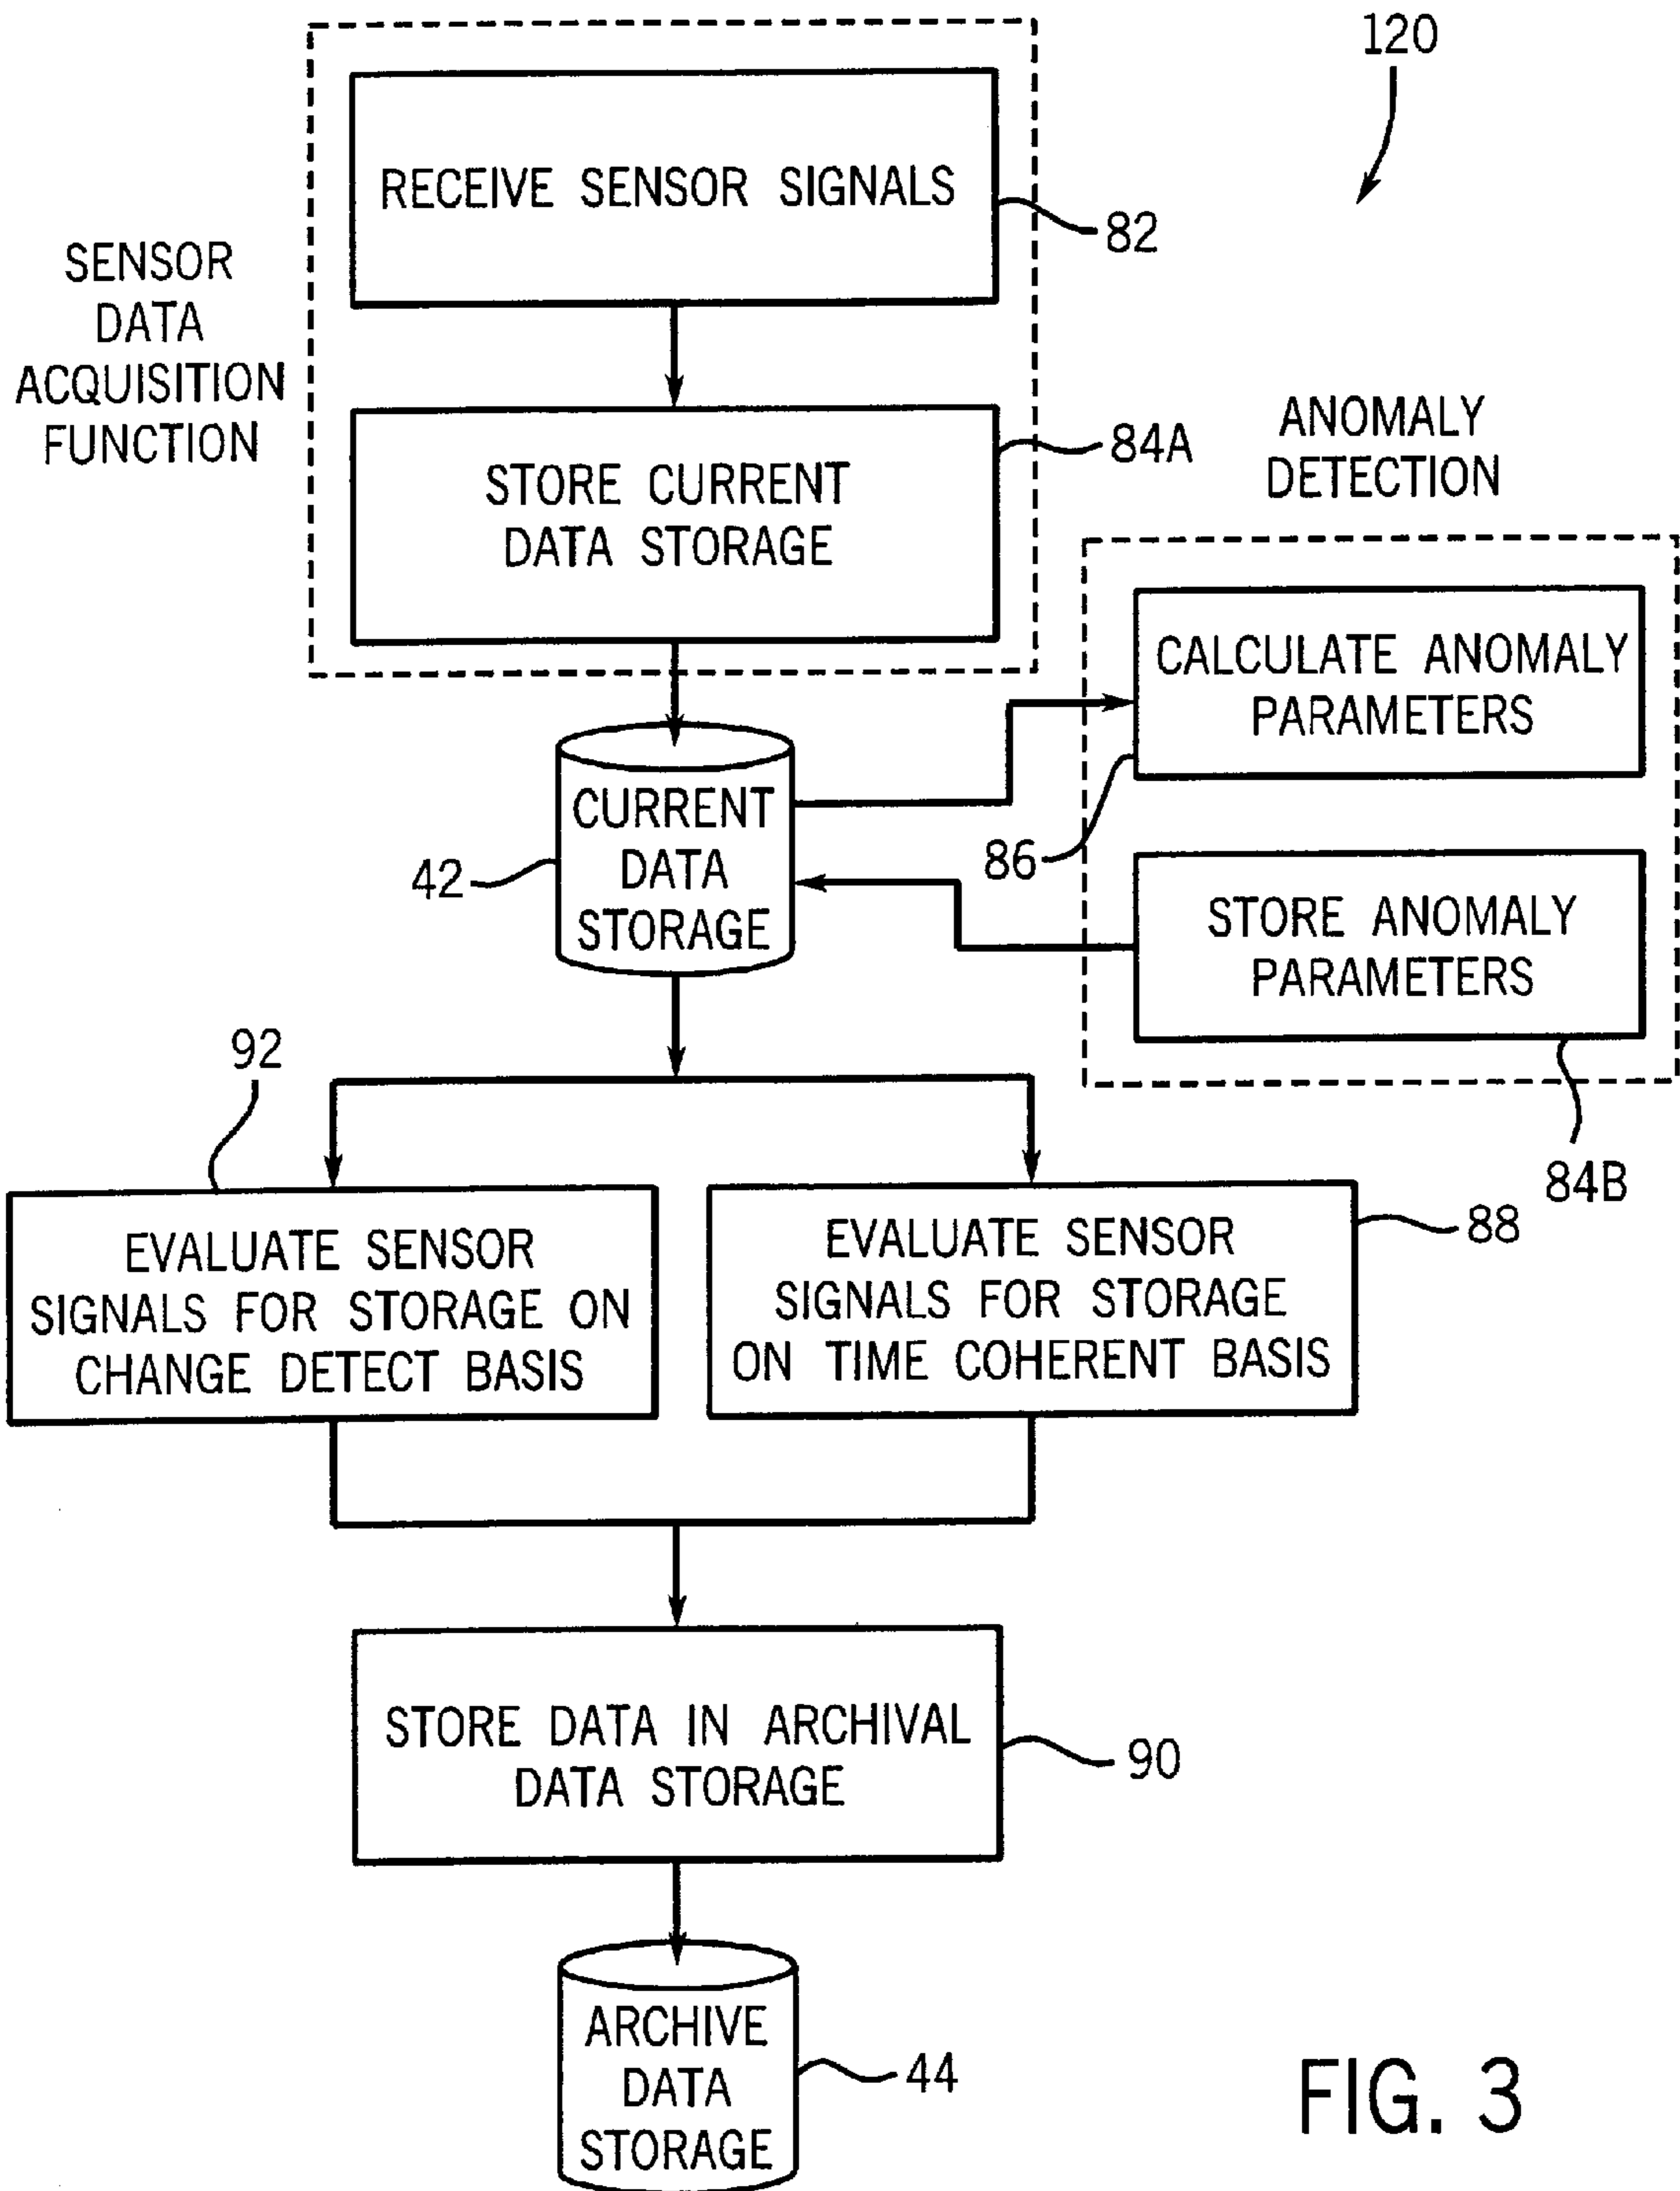 120
RECEIVE SENSOR SIGNALS
82
SENSOR
DATA
ACQUISITION
FUNCTION
STORE CURRENT
DATA STORAGE
84A
ANOMALY
DETECTION
CALCULATE ANOMALY
PARAMETERS
86
CURRENT
DATA
STORAGE
42
STORE ANOMALY
PARAMETERS
84B
92
EVALUATE SENSOR
SIGNALS FOR STORAGE ON
CHANGE DETECT BASIS
EVALUATE SENSOR
SIGNALS FOR STORAGE
ON TIME COHERENT BASIS
88
STORE DATA IN ARCHIVAL
DATA STORAGE
90
ARCHIVE
DATA
STORAGE
44
FIG. 3